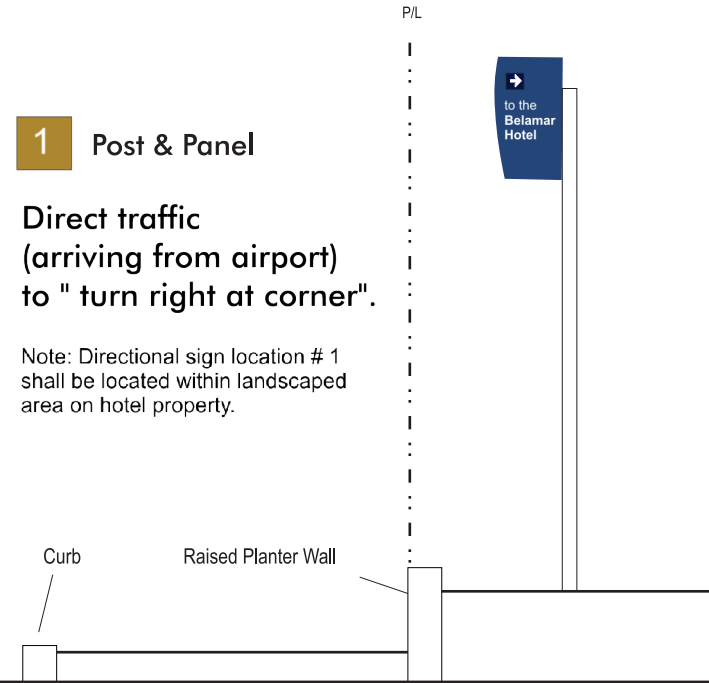 P/L
to the
Belamar
Hotel
1
Post & Panel
Direct traffic
(arriving from airport)
to " turn right at corner".
Note: Directional sign location # 1
shall be located within landscaped
area on hotel property.
Curb
Raised Planter Wall